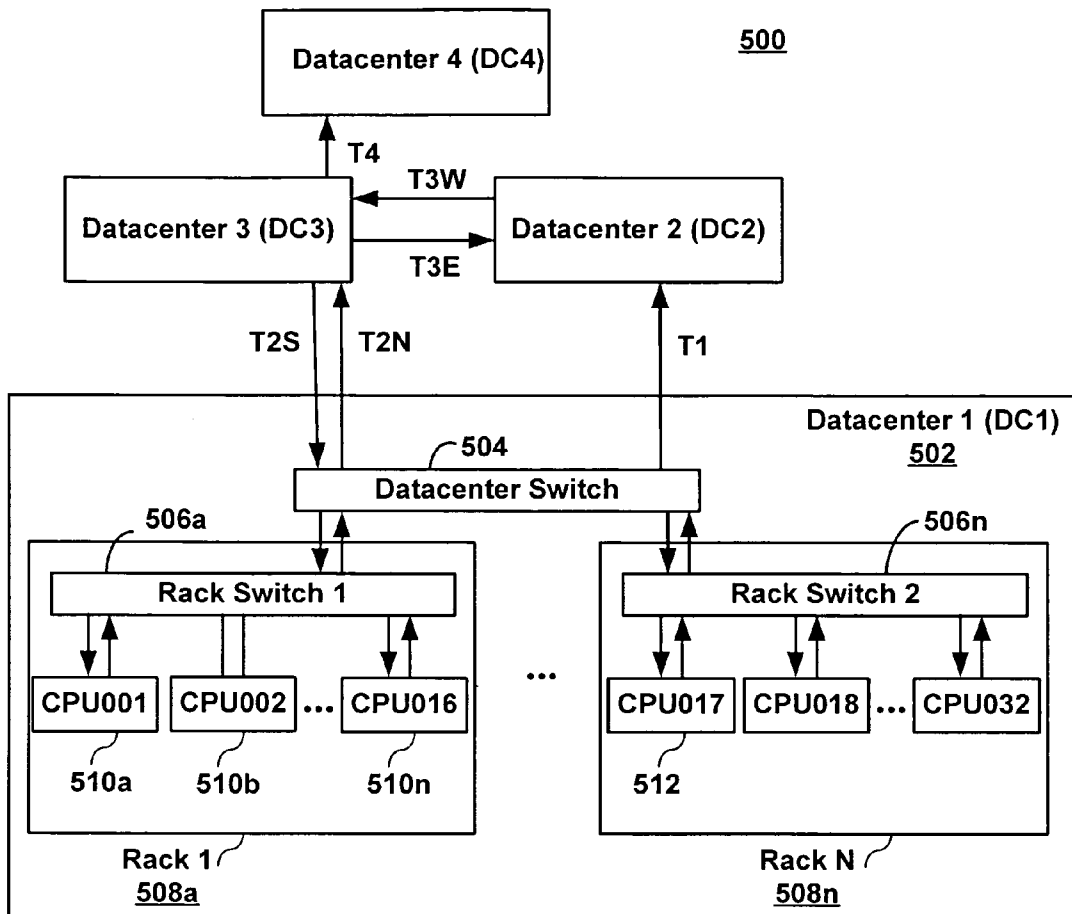 500
Datacenter 4 (DC4)
T4
T3W
Datacenter 3 (DC3)
Datacenter 2 (DC2)
T3E
T2S
T2N
T1
Datacenter 1 (DC1)
502
504
Datacenter Switch
506a
506n
Rack Switch 1
Rack Switch 2
...
CPU001
CPU002
...
CPU016
CPU017
CPU018
...
CPU032
510a
510b
510n
512
Rack 1
508a
Rack N
508n